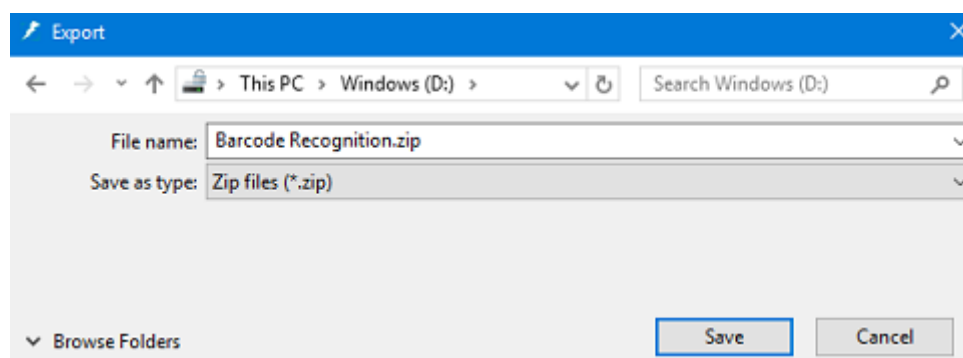 Export
This PC > Windows (D:) > Search Windows (D:)
File name: Barcode Recognition.zip
Save as type: Zip files (*.zip)
Browse Folders Save Cancel